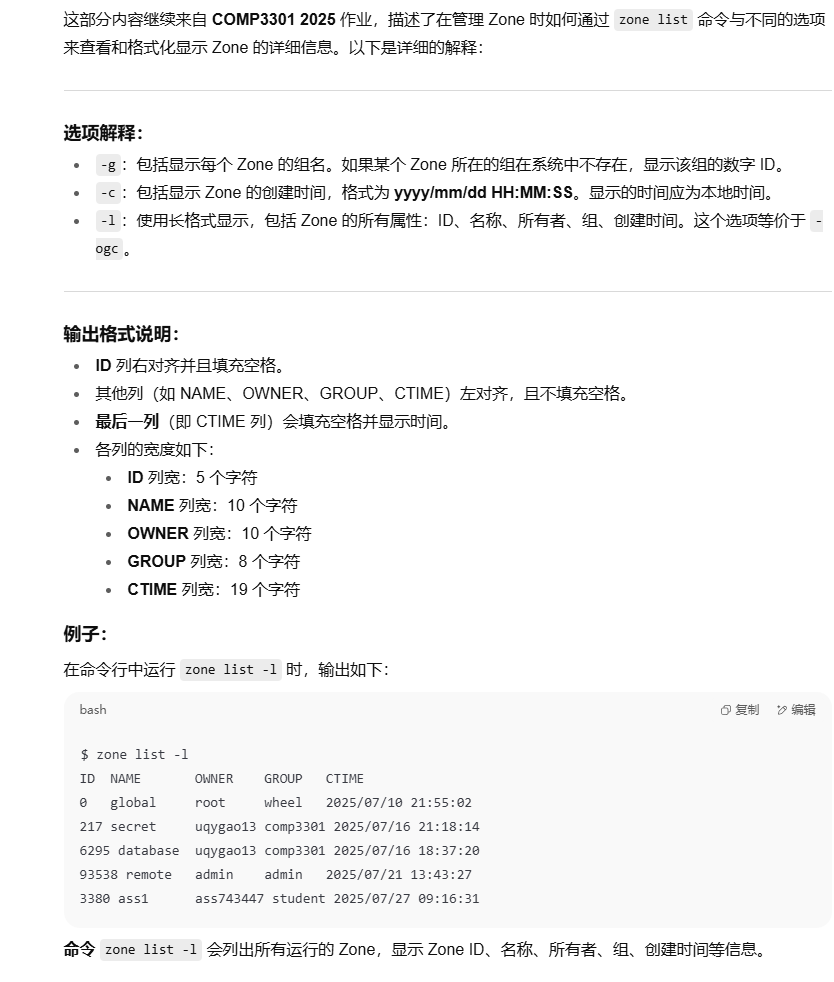 这部分内容继续来自 COMP3301 2025 作业，描述了在管理 Zone 时如何通过 zone list 命令与不同的选项
来查看和格式化显示 Zone 的详细信息。以下是详细的解释：
选项解释：
-g：包括显示每个 Zone 的组名。如果某个 Zone 所在的组在系统中不存在，显示该组的数字 ID。
-c：包括显示 Zone 的创建时间，格式为 yyyy/mm/dd HH:MM:SS。显示的时间应为本地时间。
-l：使用长格式显示，包括 Zone 的所有属性：ID、名称、所有者、组、创建时间。这个选项等价于 -
ogc。
输出格式说明：
ID 列右对齐并且填充空格。
其他列（如 NAME、OWNER、GROUP、CTIME）左对齐，且不填充空格。
最后一列（即 CTIME 列）会填充空格并显示时间。
各列的宽度如下：
ID 列宽：5 个字符
NAME 列宽：10 个字符
OWNER 列宽：10 个字符
GROUP 列宽：8 个字符
CTIME 列宽：19 个字符
例子：
在命令行中运行 zone list -l 时，输出如下：
bash 复制 编辑
$ zone list -l
ID  NAME       OWNER    GROUP   CTIME
0   global     root     wheel   2025/07/10 21:55:02
217 secret     uqygao13 comp3301 2025/07/16 21:18:14
6295 database  uqygao13 comp3301 2025/07/16 18:37:20
93538 remote   admin    admin   2025/07/21 13:43:27
3380 ass1      ass743447 student 2025/07/27 09:16:31
命令 zone list -l 会列出所有运行的 Zone，显示 Zone ID、名称、所有者、组、创建时间等信息。